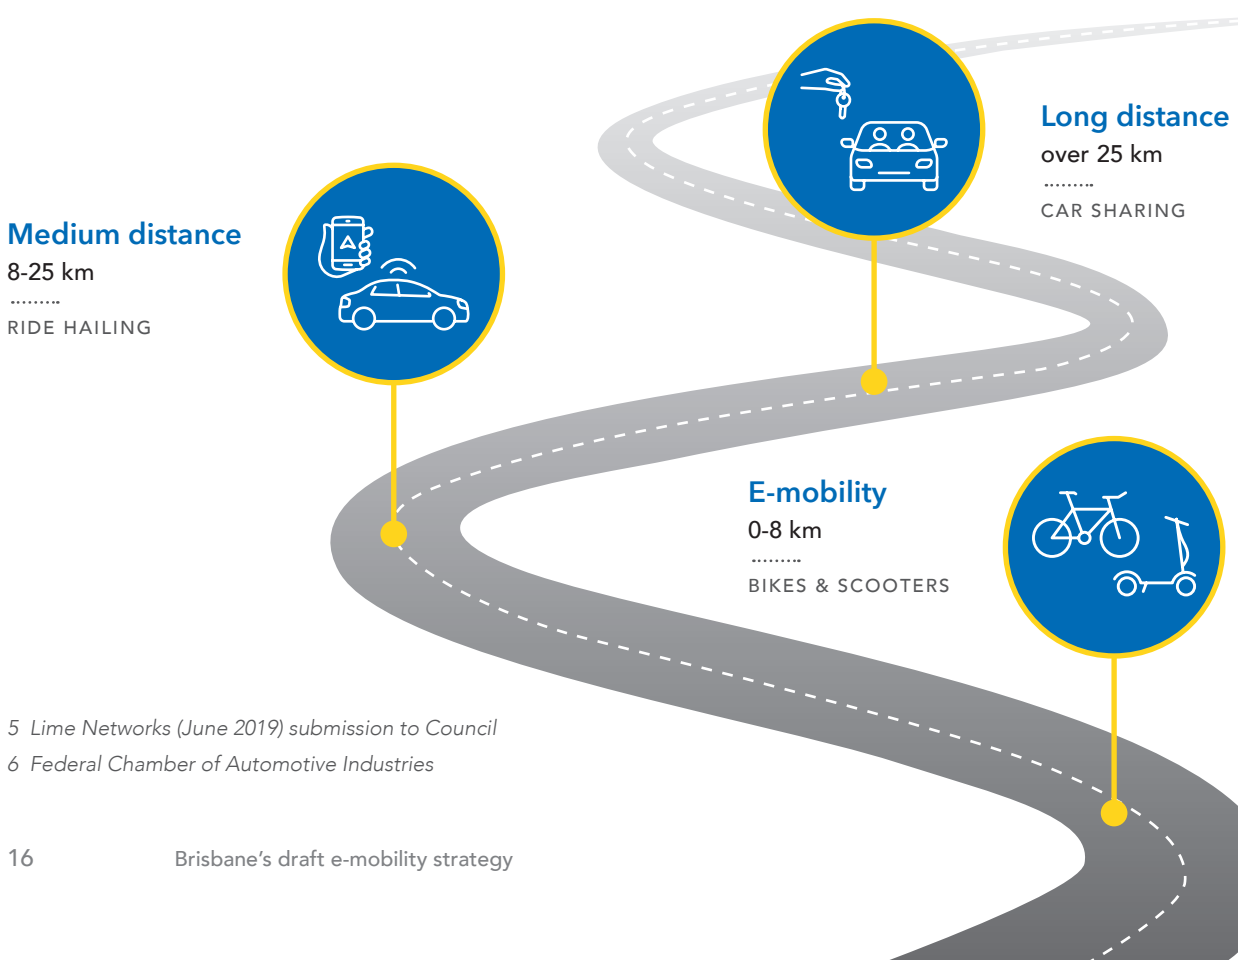 Long distance
over 25 km
CAR SHARING
Medium distance
8-25 km
RIDE HAILING
E-mobility
0-8 km
BIKES & SCOOTERS
5 Lime Networks (June 2019) submission to Council
6 Federal Chamber of Automotive Industries
16 Brisbane’s draft e-mobility strategy